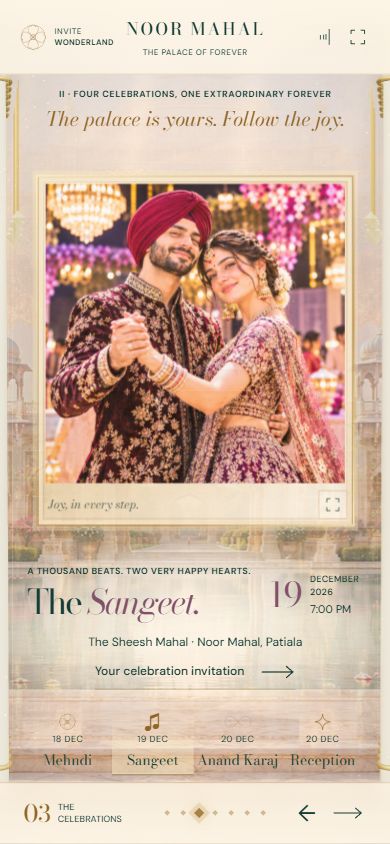 INVITE
WONDERLAND
NOOR MAHAL
THE PALACE OF FOREVER
II · FOUR CELEBRATIONS, ONE EXTRAORDINARY FOREVER
The palace is yours. Follow the joy.
Joy, in every step.
A THOUSAND BEATS. TWO VERY HAPPY HEARTS.
The Sangeet.
19
DECEMBER
2026
7:00 PM
The Sheesh Mahal · Noor Mahal, Patiala
Your celebration invitation
18 DEC
Mehndi
19 DEC
Sangeet
20 DEC
Anand Karaj
20 DEC
Reception
03
THE
CELEBRATIONS